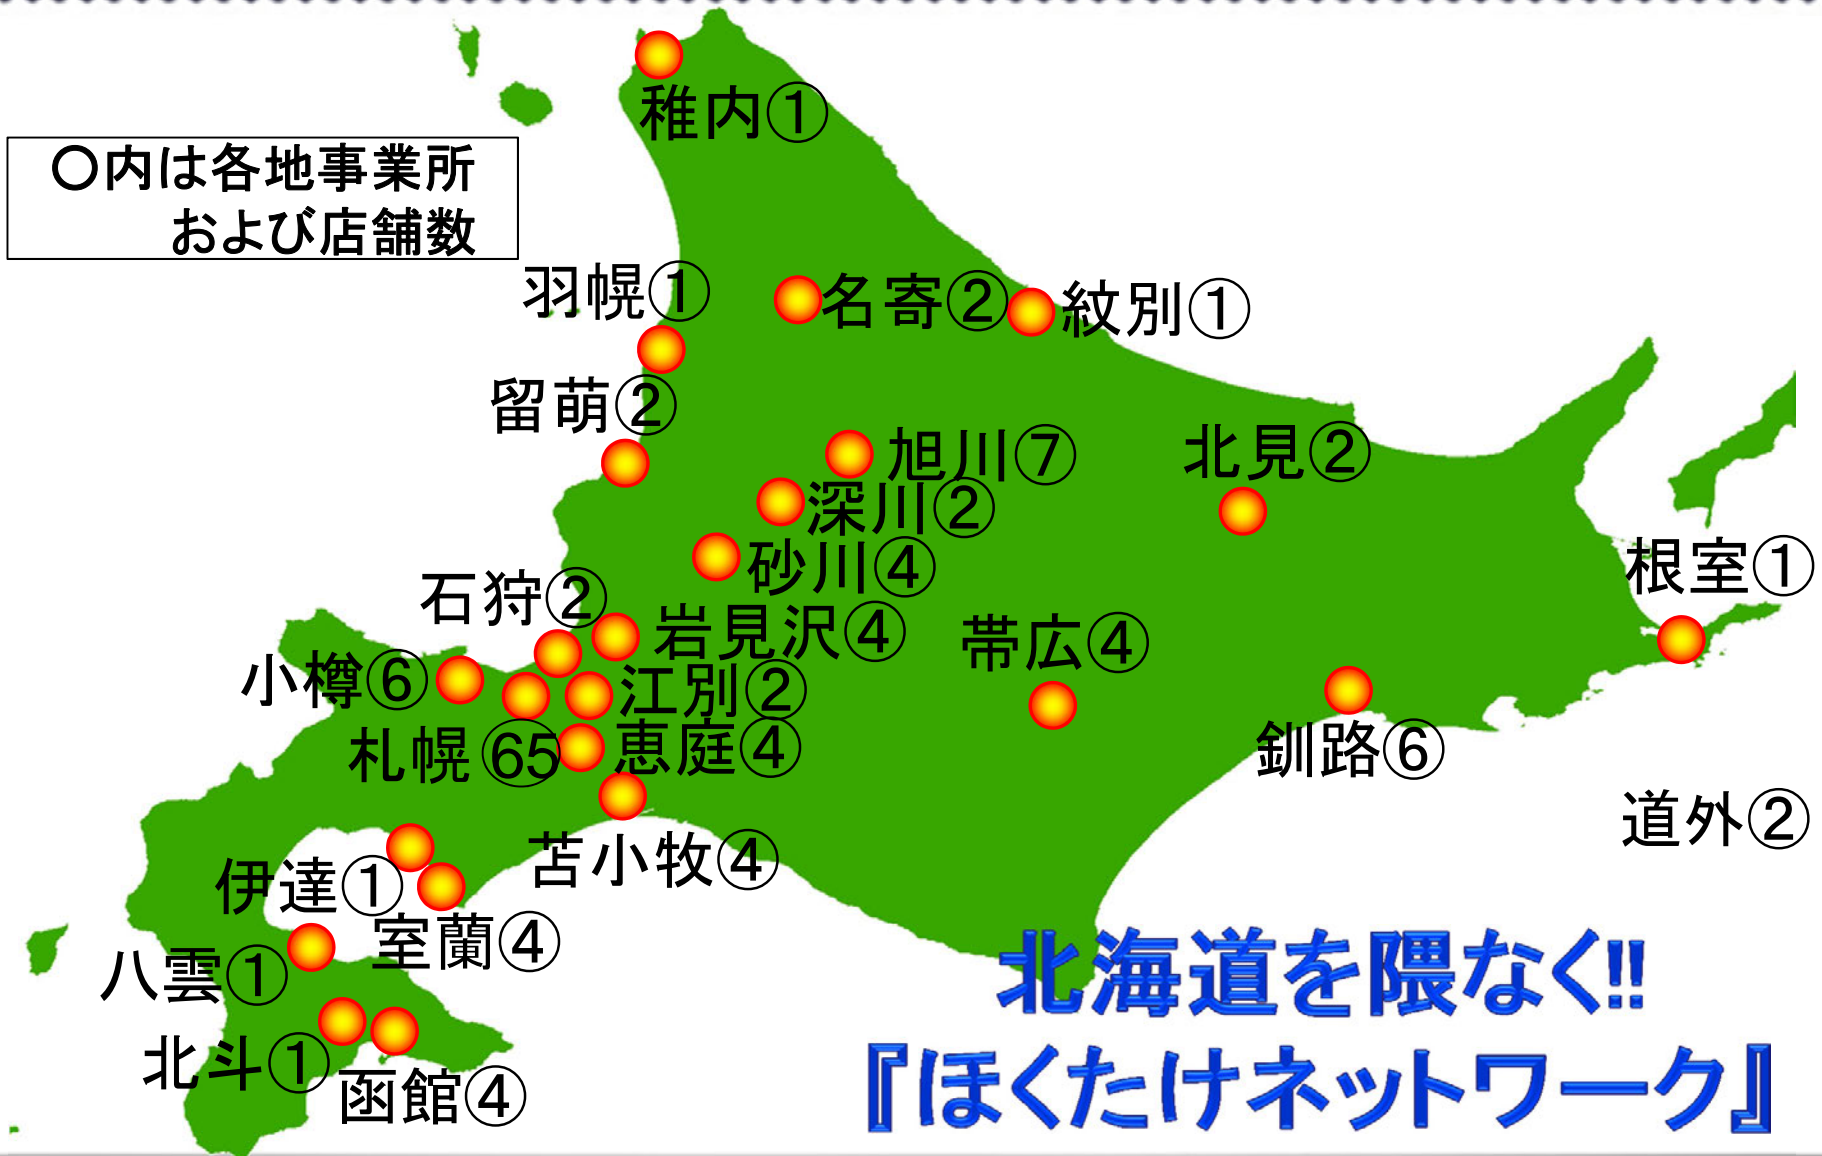 稚内①
〇内は各地事業所
および店舗数
羽幌①
名寄②
紋別①
留萌②
旭川⑦
北見②
深川②
砂川④
根室①
石狩②
岩見沢④
帯広④
小樽⑥
江別②
札幌65
恵庭④
釧路⑥
道外②
苫小牧④
伊達①
室蘭④
八雲①
北海道を隈なく!!
北斗①
函館④
『ほくたけネットワーク』